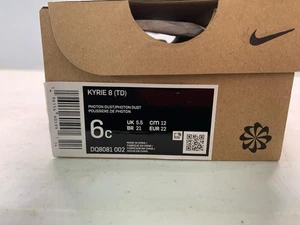 KYRIE 8 (TD)
PHOTON DUST/PHOTON DUST
POUSSIERE DE PHOTON
6C
UK 5.5 CM 12
BR 21 EUR 22
DQ8081 002